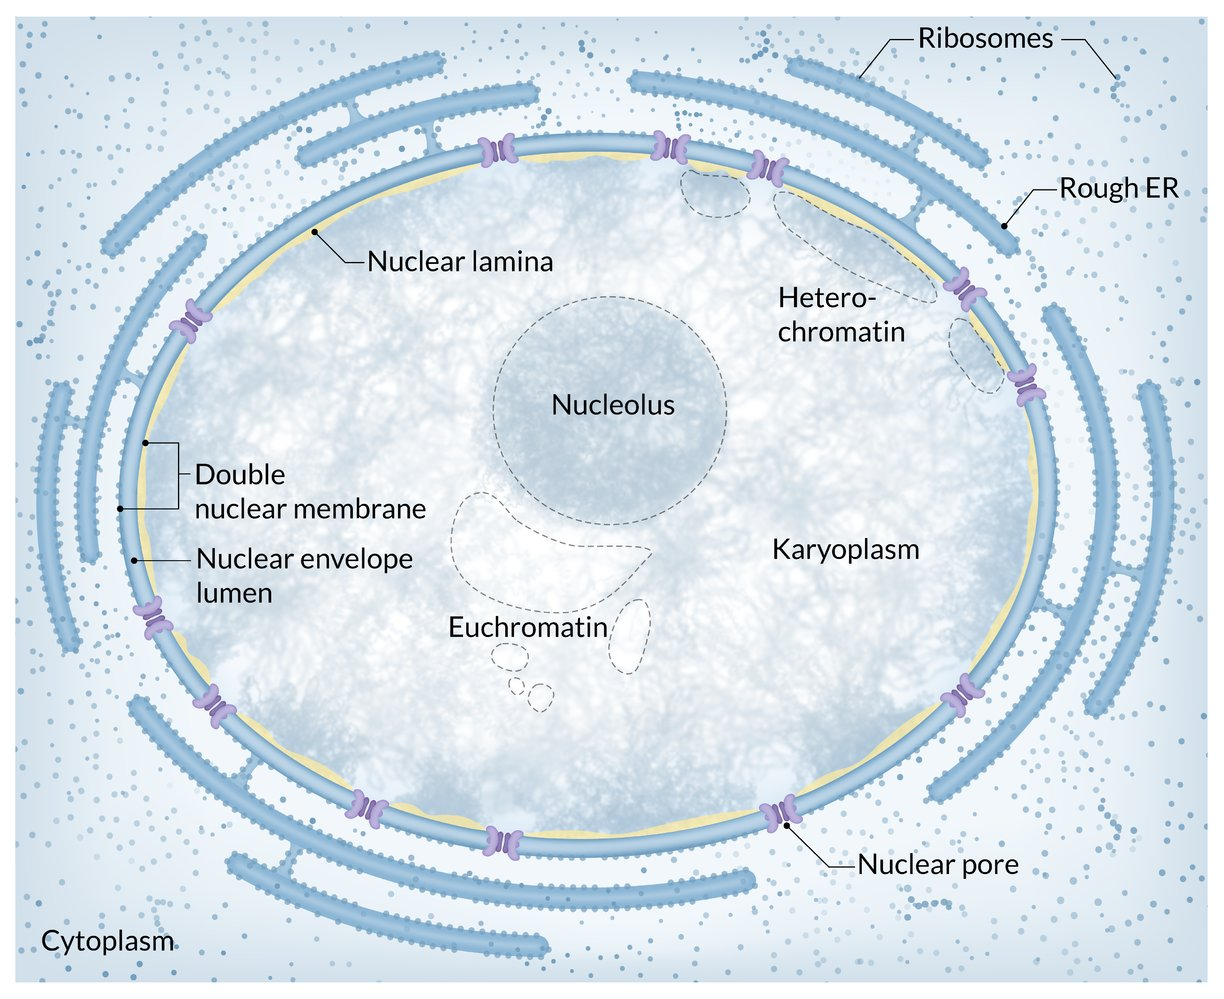 Ribosomes
Rough ER
Nuclear lamina
Hetero-
chromatin
Nucleolus
Double
nuclear membrane
Nuclear envelope
lumen
Karyoplasm
Euchromatin
Nuclear pore
Cytoplasm